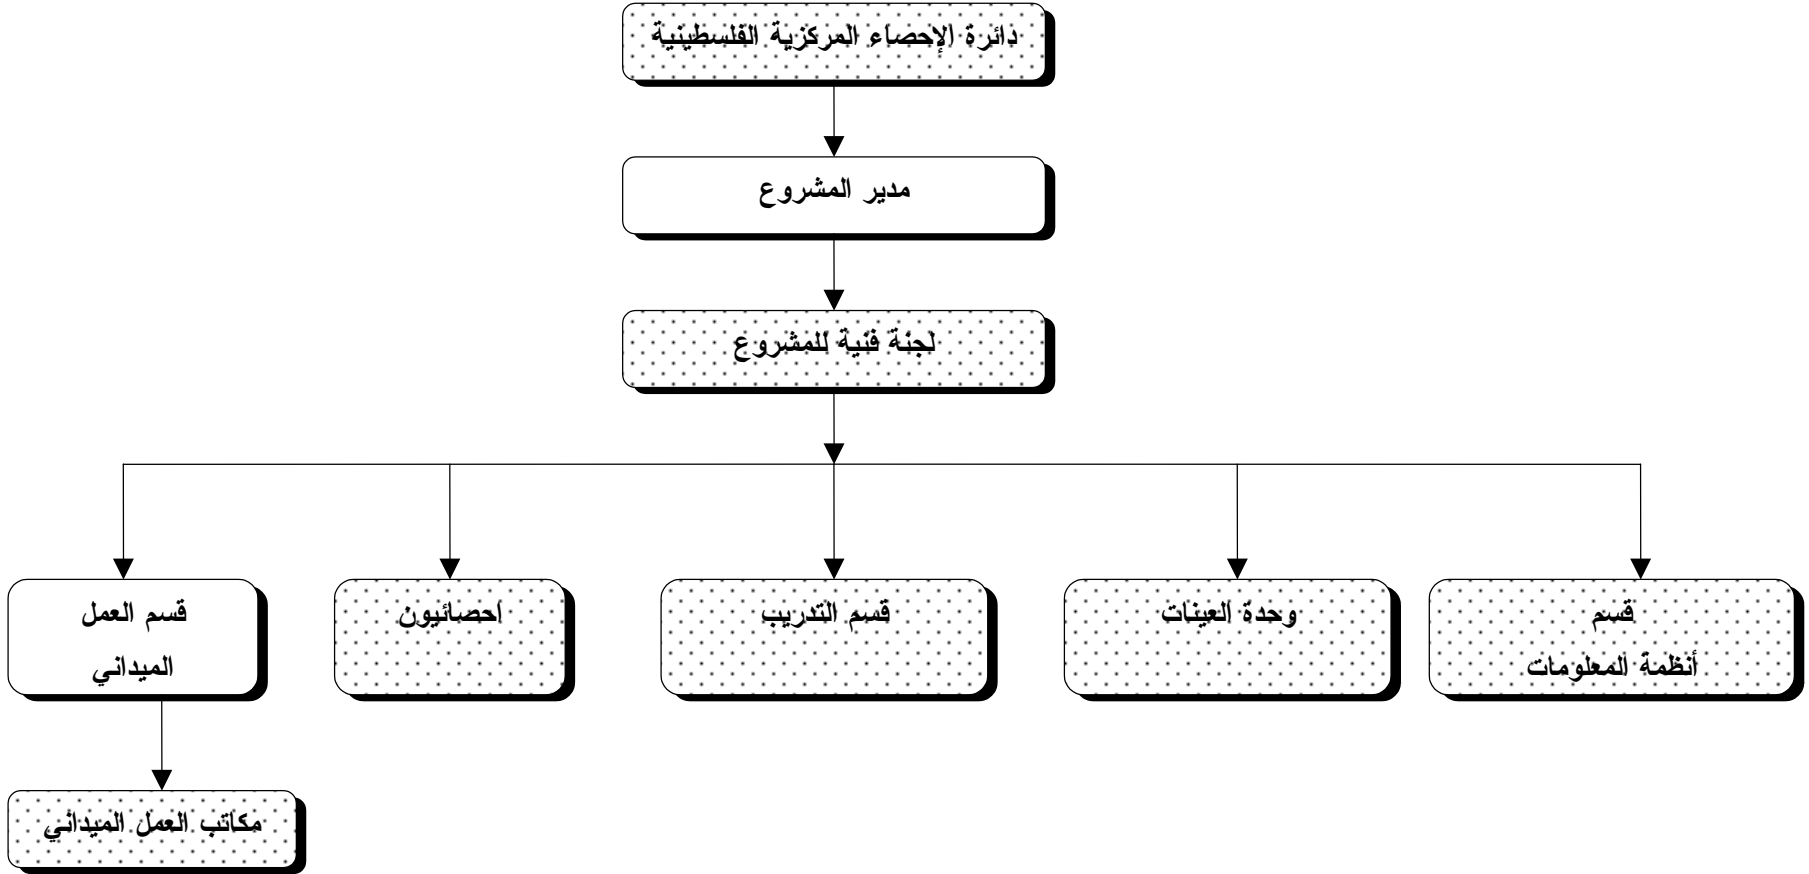 دائرة الإحصاء المركزية الفلسطينية
مدير المشروع
لجنة فنية للمشروع
قسم
أنظمة المعلومات
وحدة العينات
قسم التدريب
احصائيون
قسم العمل
الميداني
مكاتب العمل الميداني